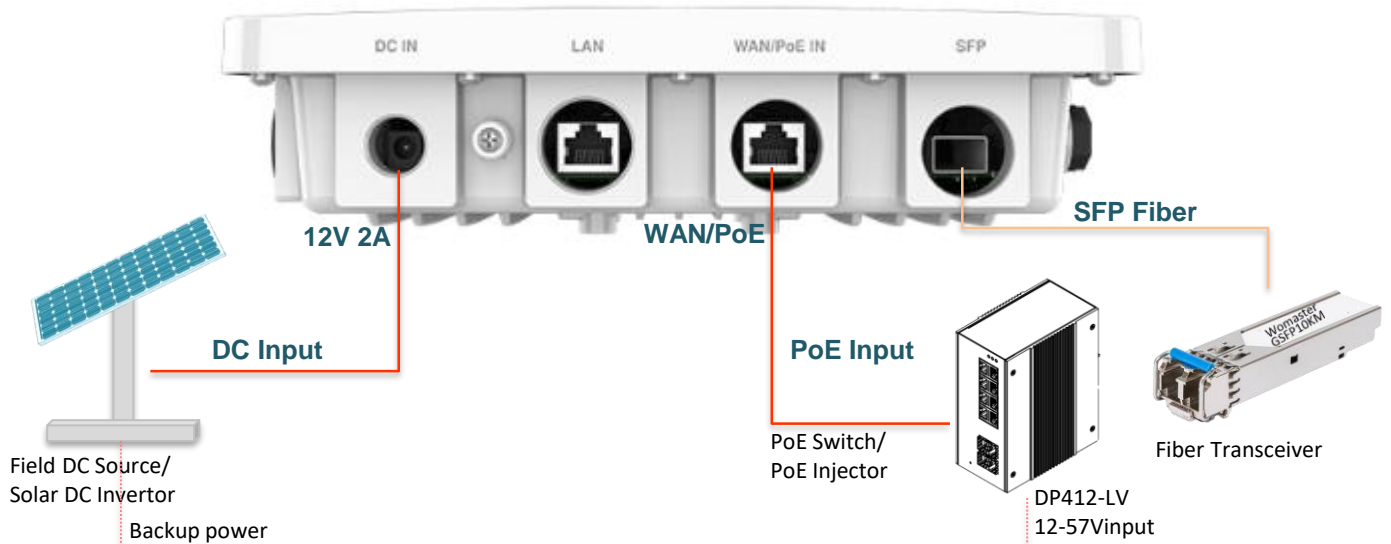 DC IN
LAN
WAN/PoE IN
SFP
12V 2A
WAN/PoE
SFP Fiber
DC Input
PoE Input
Womaster
GSFP10KM
Field DC Source/
Solar DC Invertor
Backup power
PoE Switch/
PoE Injector
DP412-LV
12-57Vinput
Fiber Transceiver